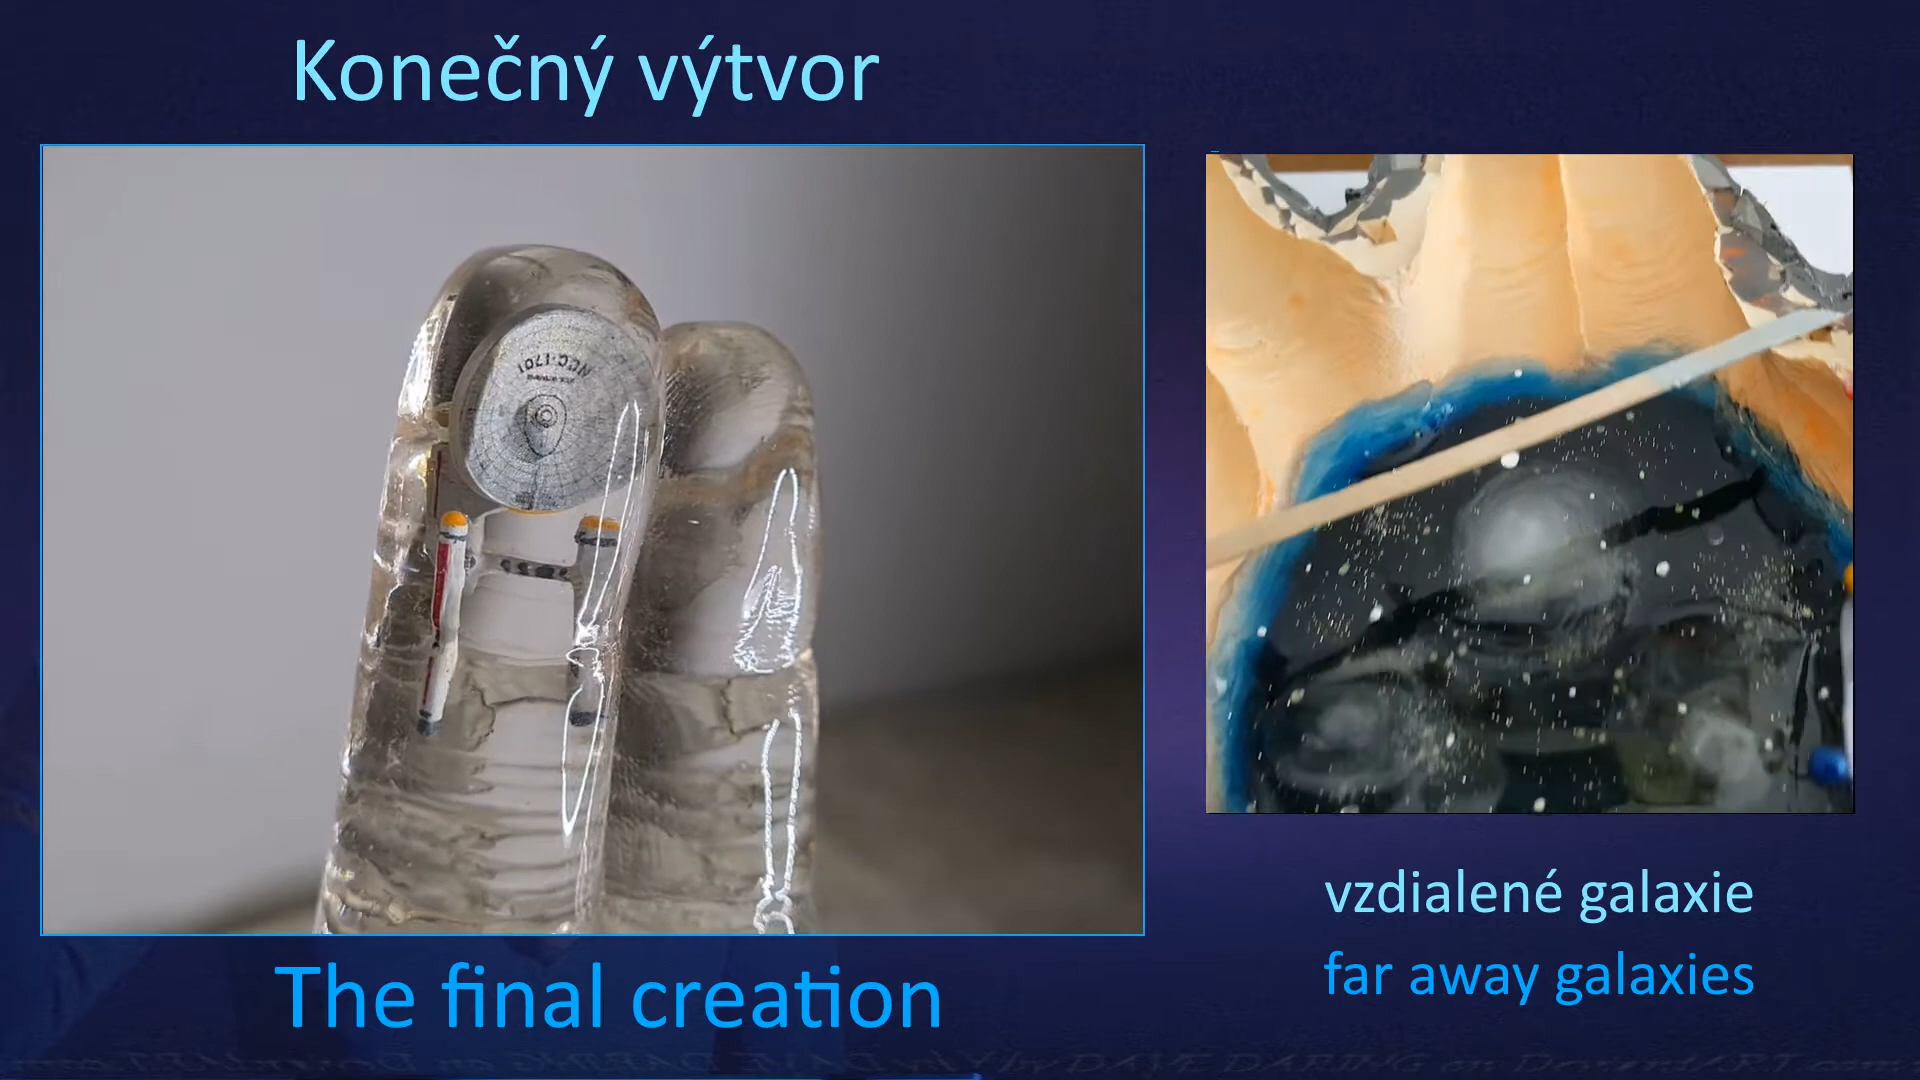 Konečný výtvor
NCC-1701
vzdialené galaxie
far away galaxies
The final creation